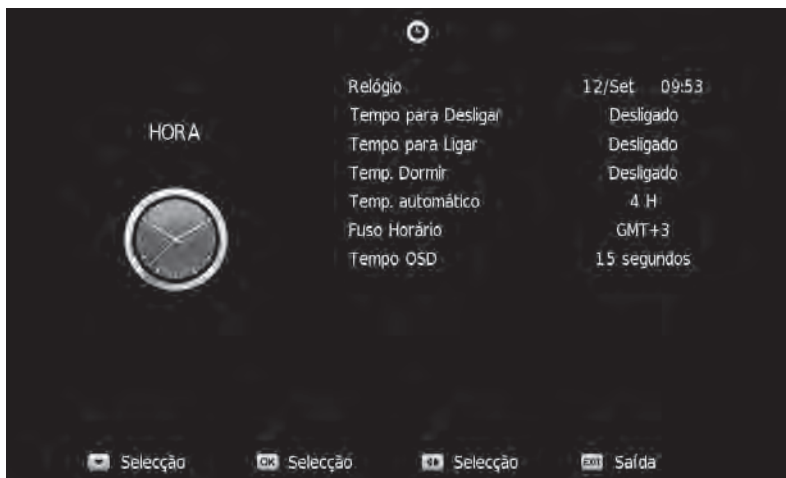 HORA
Relógio 12/Set 09:53
Tempo para Desligar Desligado
Tempo para Ligar Desligado
Temp. Dormir Desligado
Temp. automático 4 H
Fuso Horário GMT+3
Tempo OSD 15 segundos
Selecção OK Selecção Selecção EXIT Saída